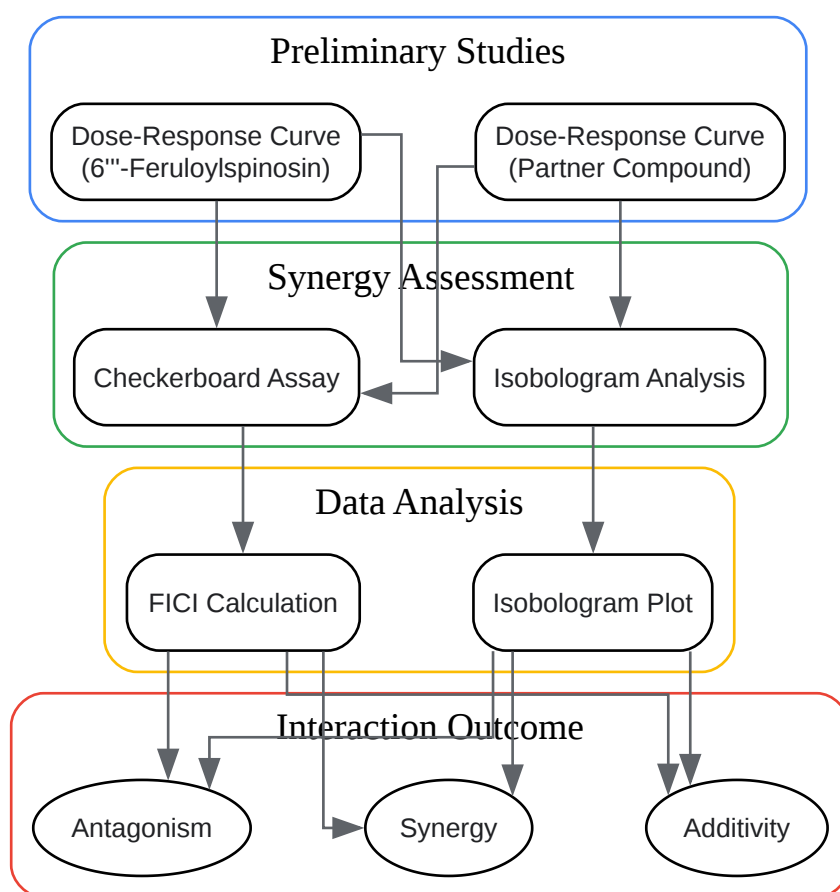 Preliminary Studies
Dose-Response Curve
(6'''-Feruloylspinosin)
Dose-Response Curve
(Partner Compound)
Synergy Assessment
Checkerboard Assay
Isobologram Analysis
Data Analysis
FICI Calculation
Isobologram Plot
Interaction Outcome
Antagonism
Synergy
Additivity